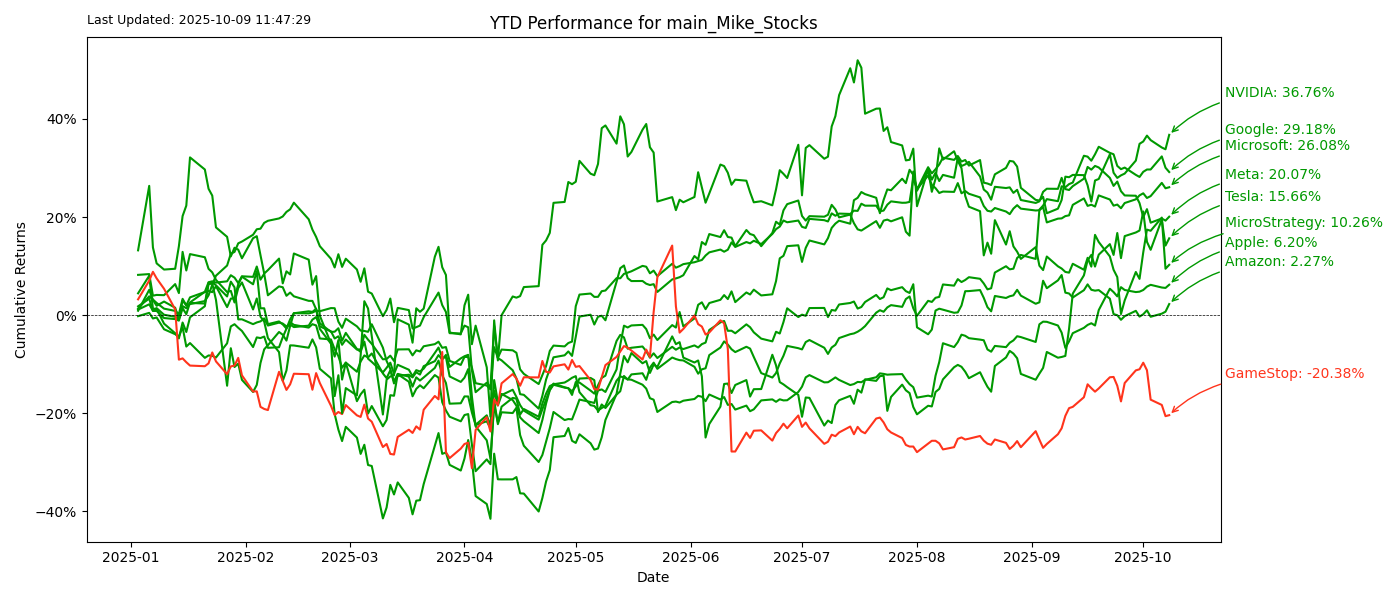 Last Updated: 2025-10-09 11:47:29
YTD Performance for main_Mike_Stocks
Cumulative Returns
40%
20%
0%
−20%
−40%
2025-01
2025-02
2025-03
2025-04
2025-05
2025-06
2025-07
2025-08
2025-09
2025-10
Date
NVIDIA: 36.76%
Google: 29.18%
Microsoft: 26.08%
Meta: 20.07%
Tesla: 15.66%
MicroStrategy: 10.26%
Apple: 6.20%
Amazon: 2.27%
GameStop: -20.38%